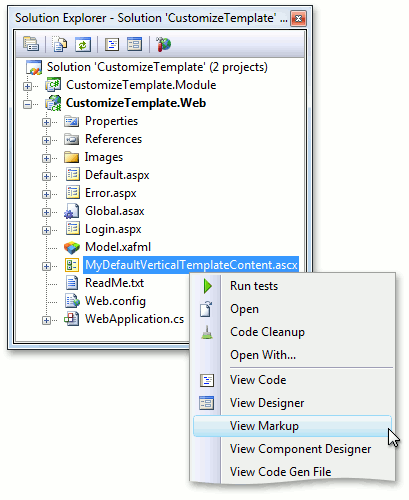 Solution Explorer - Solution 'CustomizeTemplate' ...
Solution 'CustomizeTemplate' (2 projects)
CustomizeTemplate.Module
CustomizeTemplate.Web
Properties
References
Images
Default.aspx
Error.aspx
Global.asax
Login.aspx
Model.xafml
MyDefaultVerticalTemplateContent.ascx
ReadMe.txt
Web.config
WebApplication.cs
Run tests
Open
Code Cleanup
Open With...
View Code
View Designer
View Markup
View Component Designer
View Code Gen File